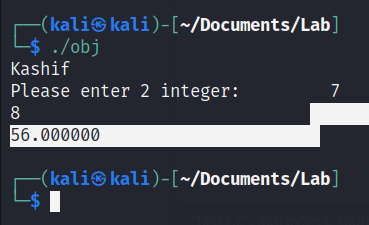 ┌──(kali㉿kali)-[~/Documents/Lab]
└─$ ./obj
Kashif
Please enter 2 integer:         7
8
56.000000
┌──(kali㉿kali)-[~/Documents/Lab]
└─$